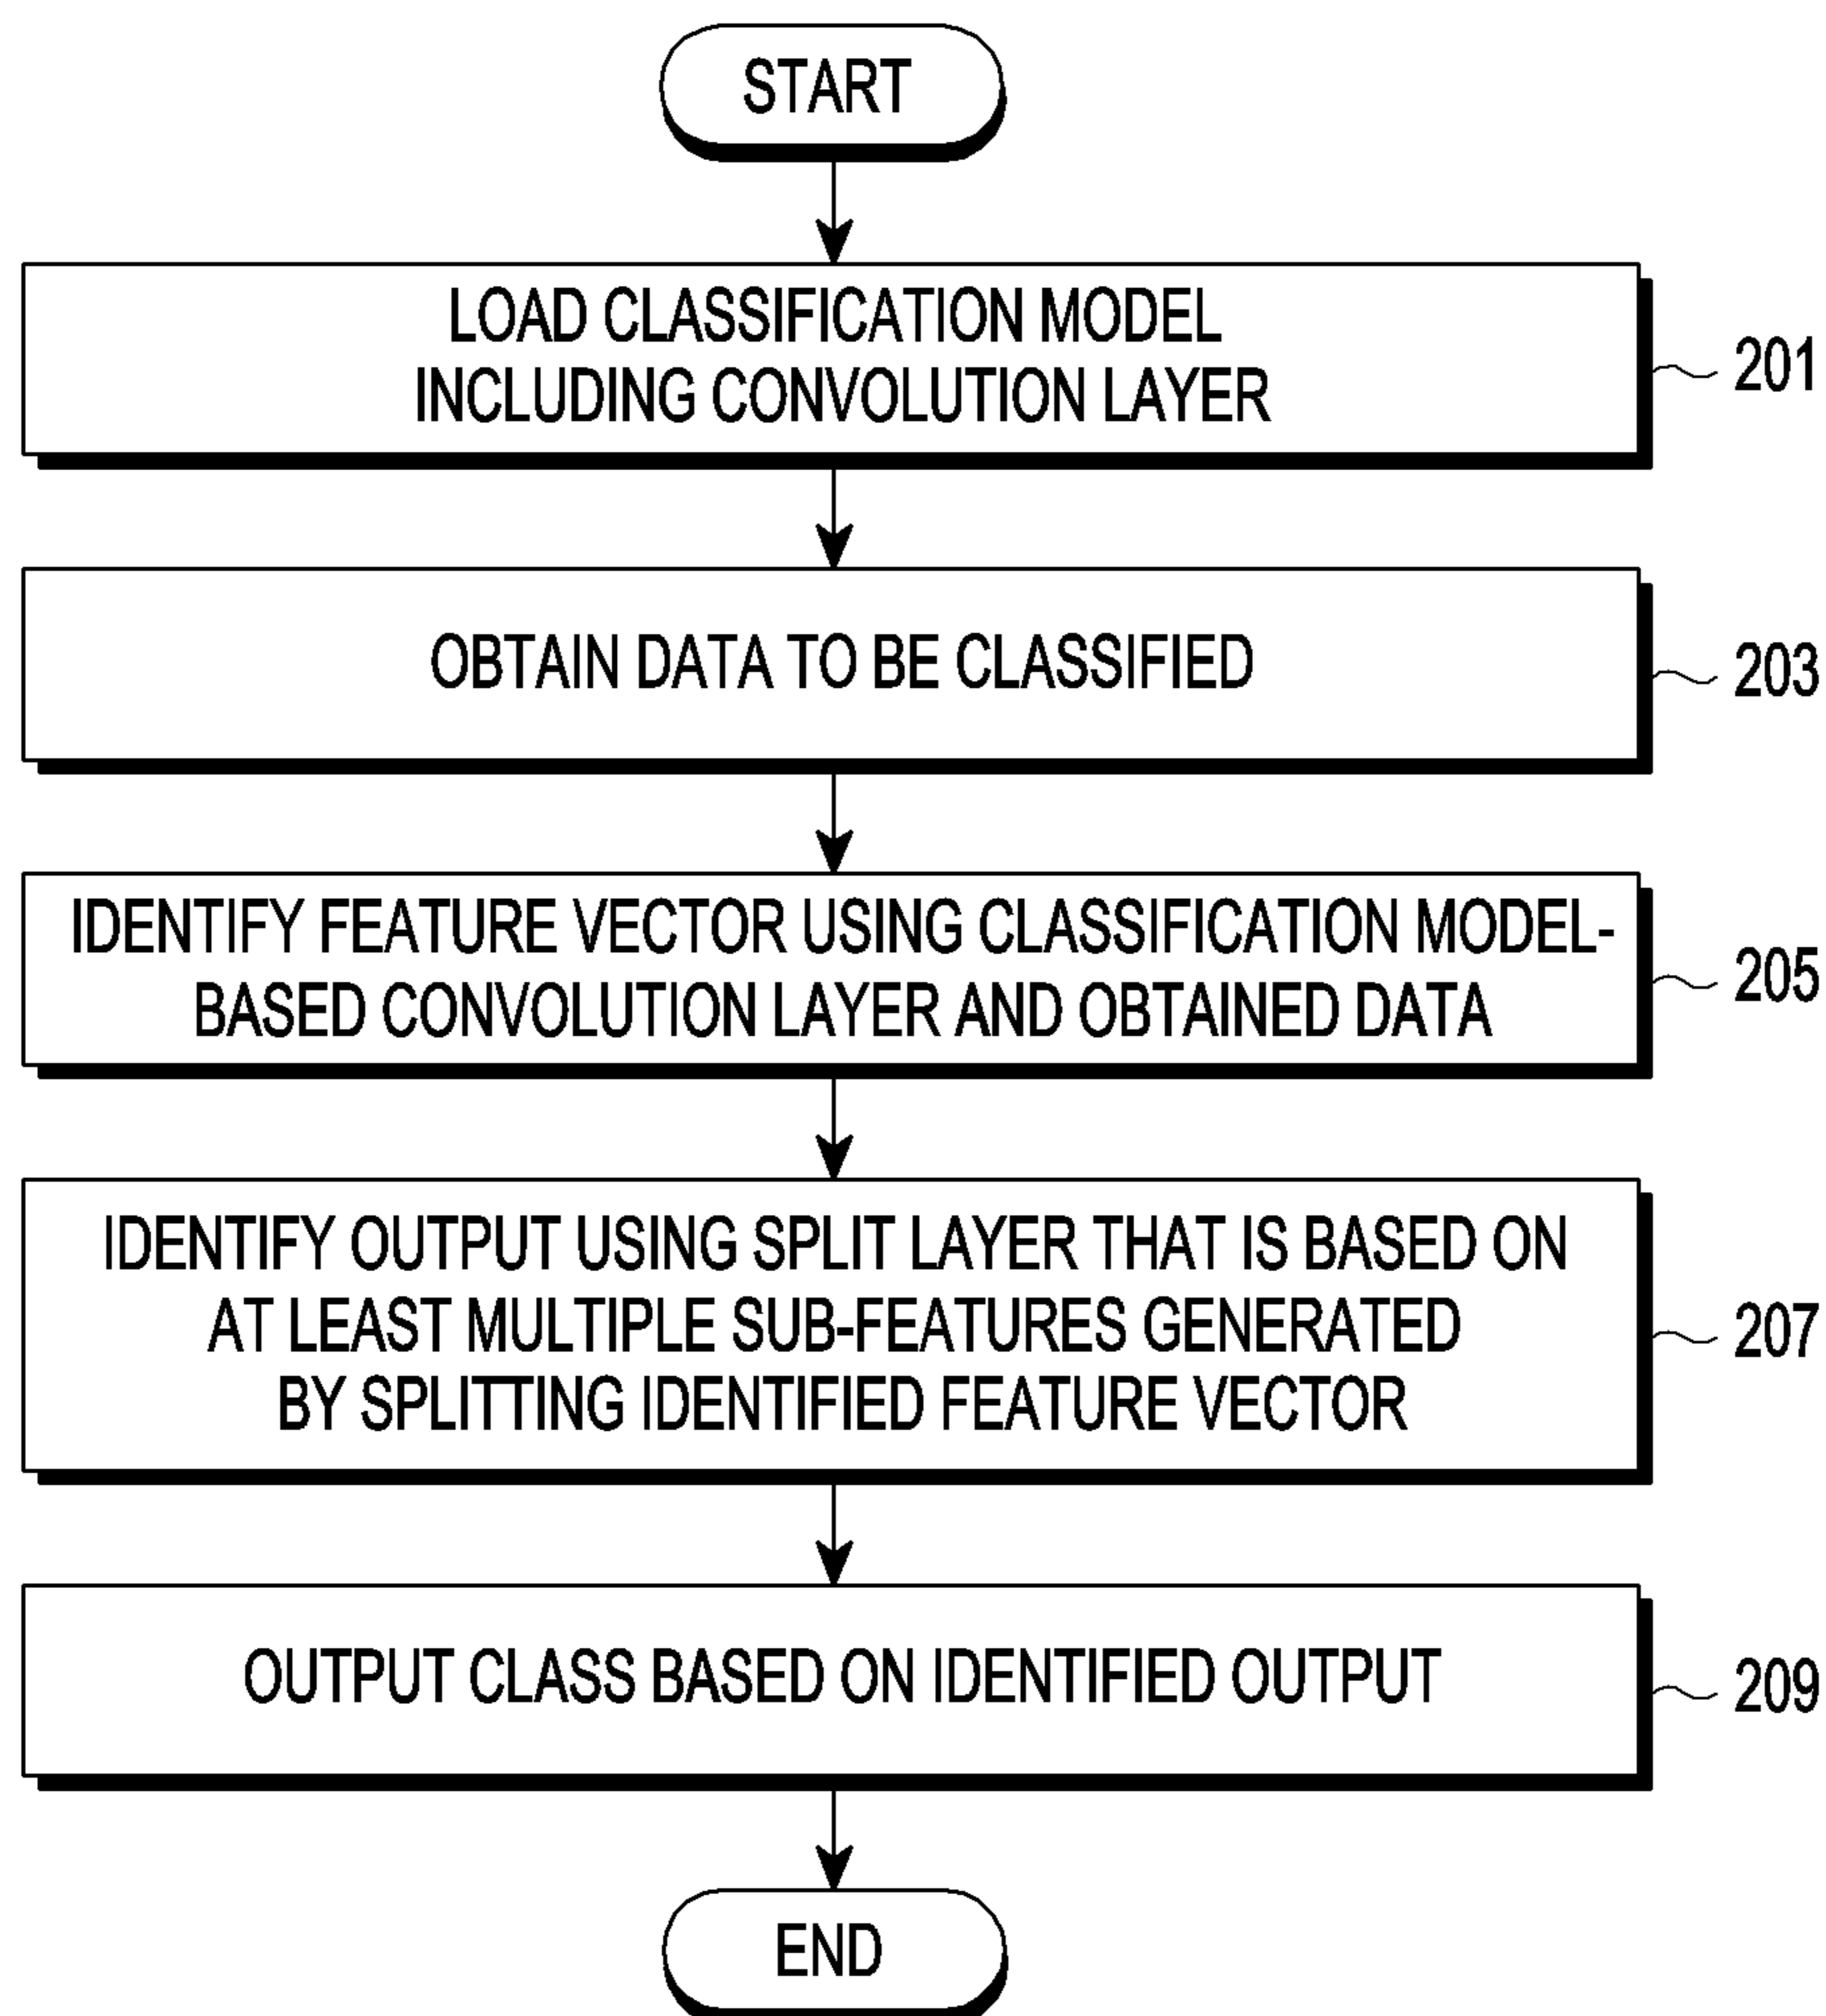 START
LOAD CLASSIFICATION MODEL
INCLUDING CONVOLUTION LAYER
201
OBTAIN DATA TO BE CLASSIFIED
203
IDENTIFY FEATURE VECTOR USING CLASSIFICATION MODEL-
BASED CONVOLUTION LAYER AND OBTAINED DATA
205
IDENTIFY OUTPUT USING SPLIT LAYER THAT IS BASED ON
AT LEAST MULTIPLE SUB-FEATURES GENERATED
BY SPLITTING IDENTIFIED FEATURE VECTOR
207
OUTPUT CLASS BASED ON IDENTIFIED OUTPUT
209
END